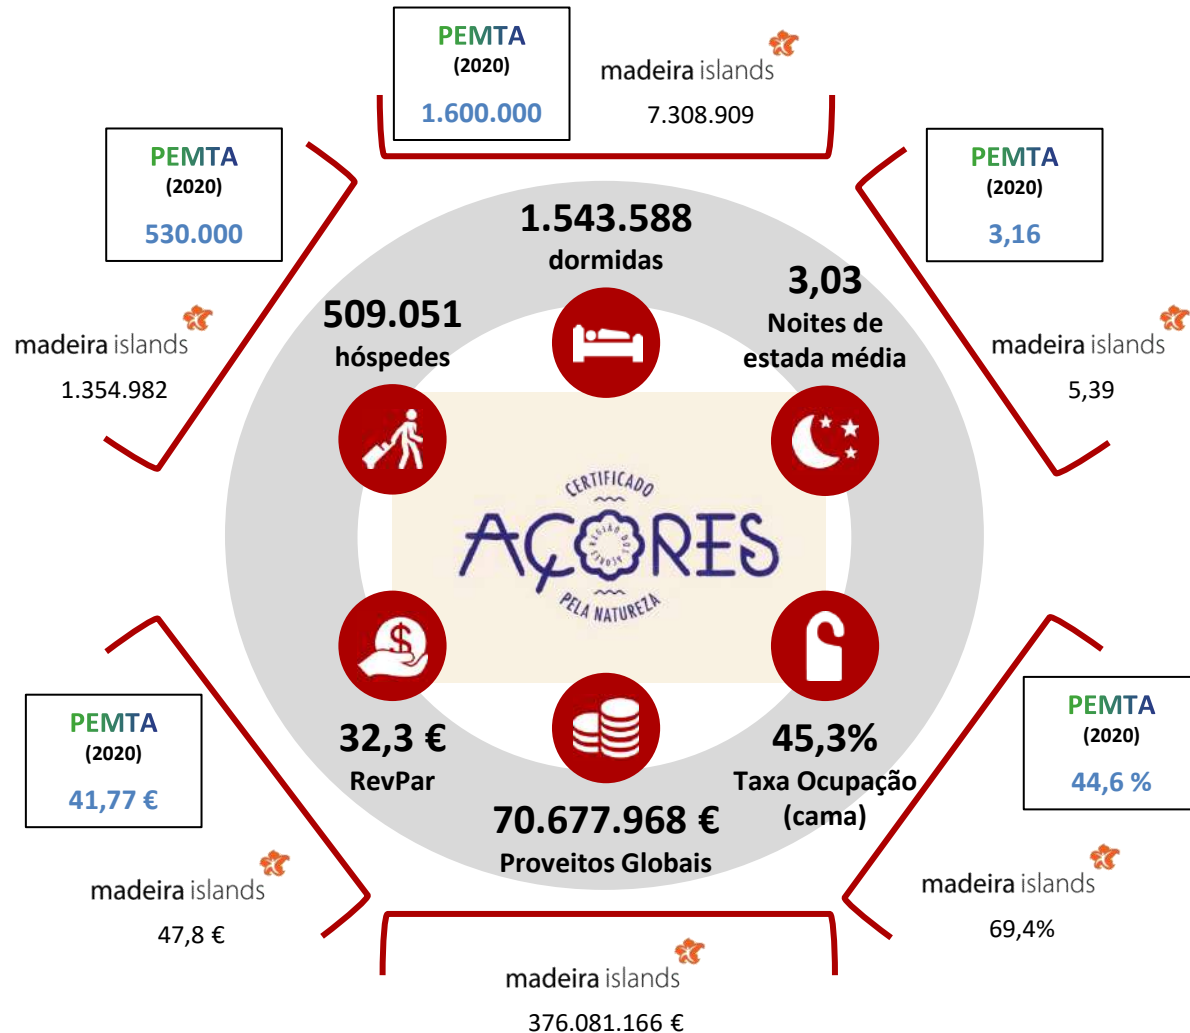 PEMTA
(2020)
1.600.000
madeira islands
7.308.909
PEMTA
(2020)
530.000
madeira islands
1.354.982
PEMTA
(2020)
3,16
madeira islands
5,39
1.543.588
dormidas
509.051
hóspedes
3,03
Noites de
estada média
CERTIFICADO
AÇORES
REGIÃO DOS AÇORES
PELA NATUREZA
$
32,3 €
RevPar
70.677.968 €
Proveitos Globais
45,3%
Taxa Ocupação
(cama)
PEMTA
(2020)
41,77 €
madeira islands
47,8 €
PEMTA
(2020)
44,6 %
madeira islands
69,4%
madeira islands
376.081.166 €